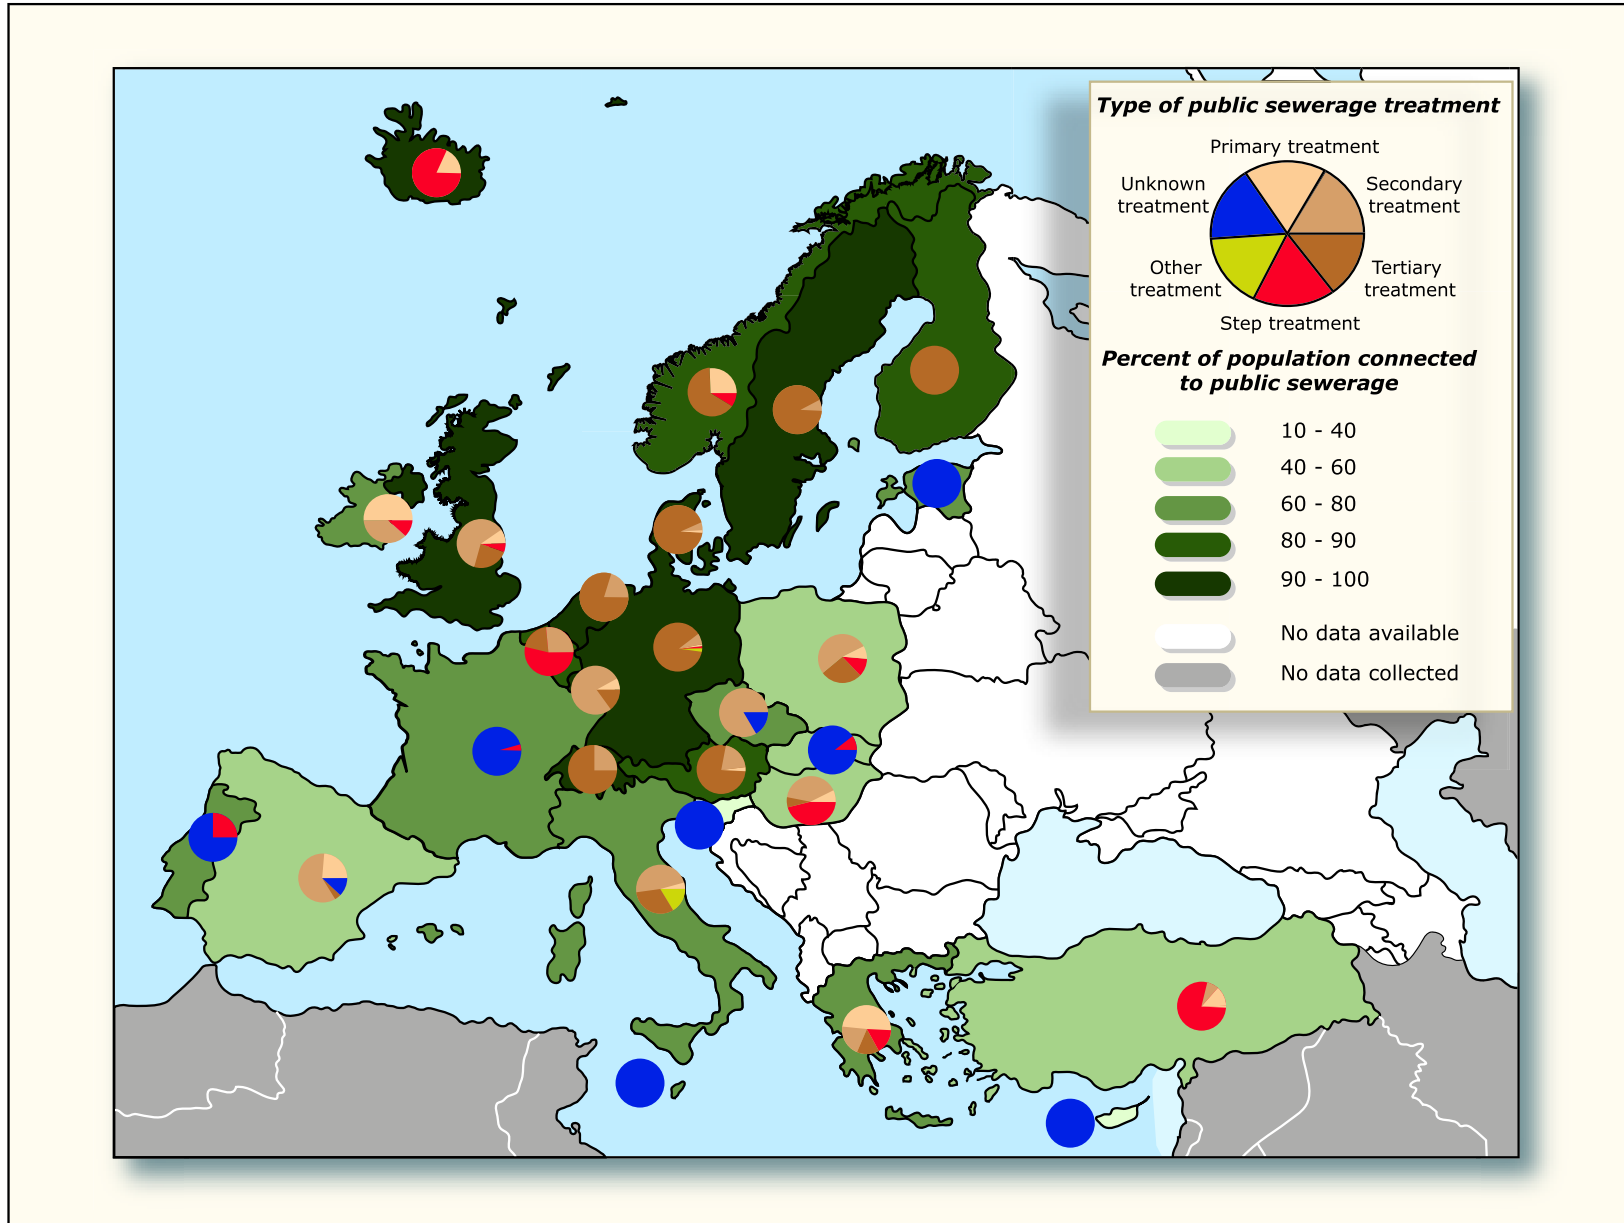 Type of public sewerage treatment
Primary treatment
Unknown
treatment
Secondary
treatment
Other
treatment
Tertiary
treatment
Step treatment
Percent of population connected
to public sewerage
10 - 40
40 - 60
60 - 80
80 - 90
90 - 100
No data available
No data collected